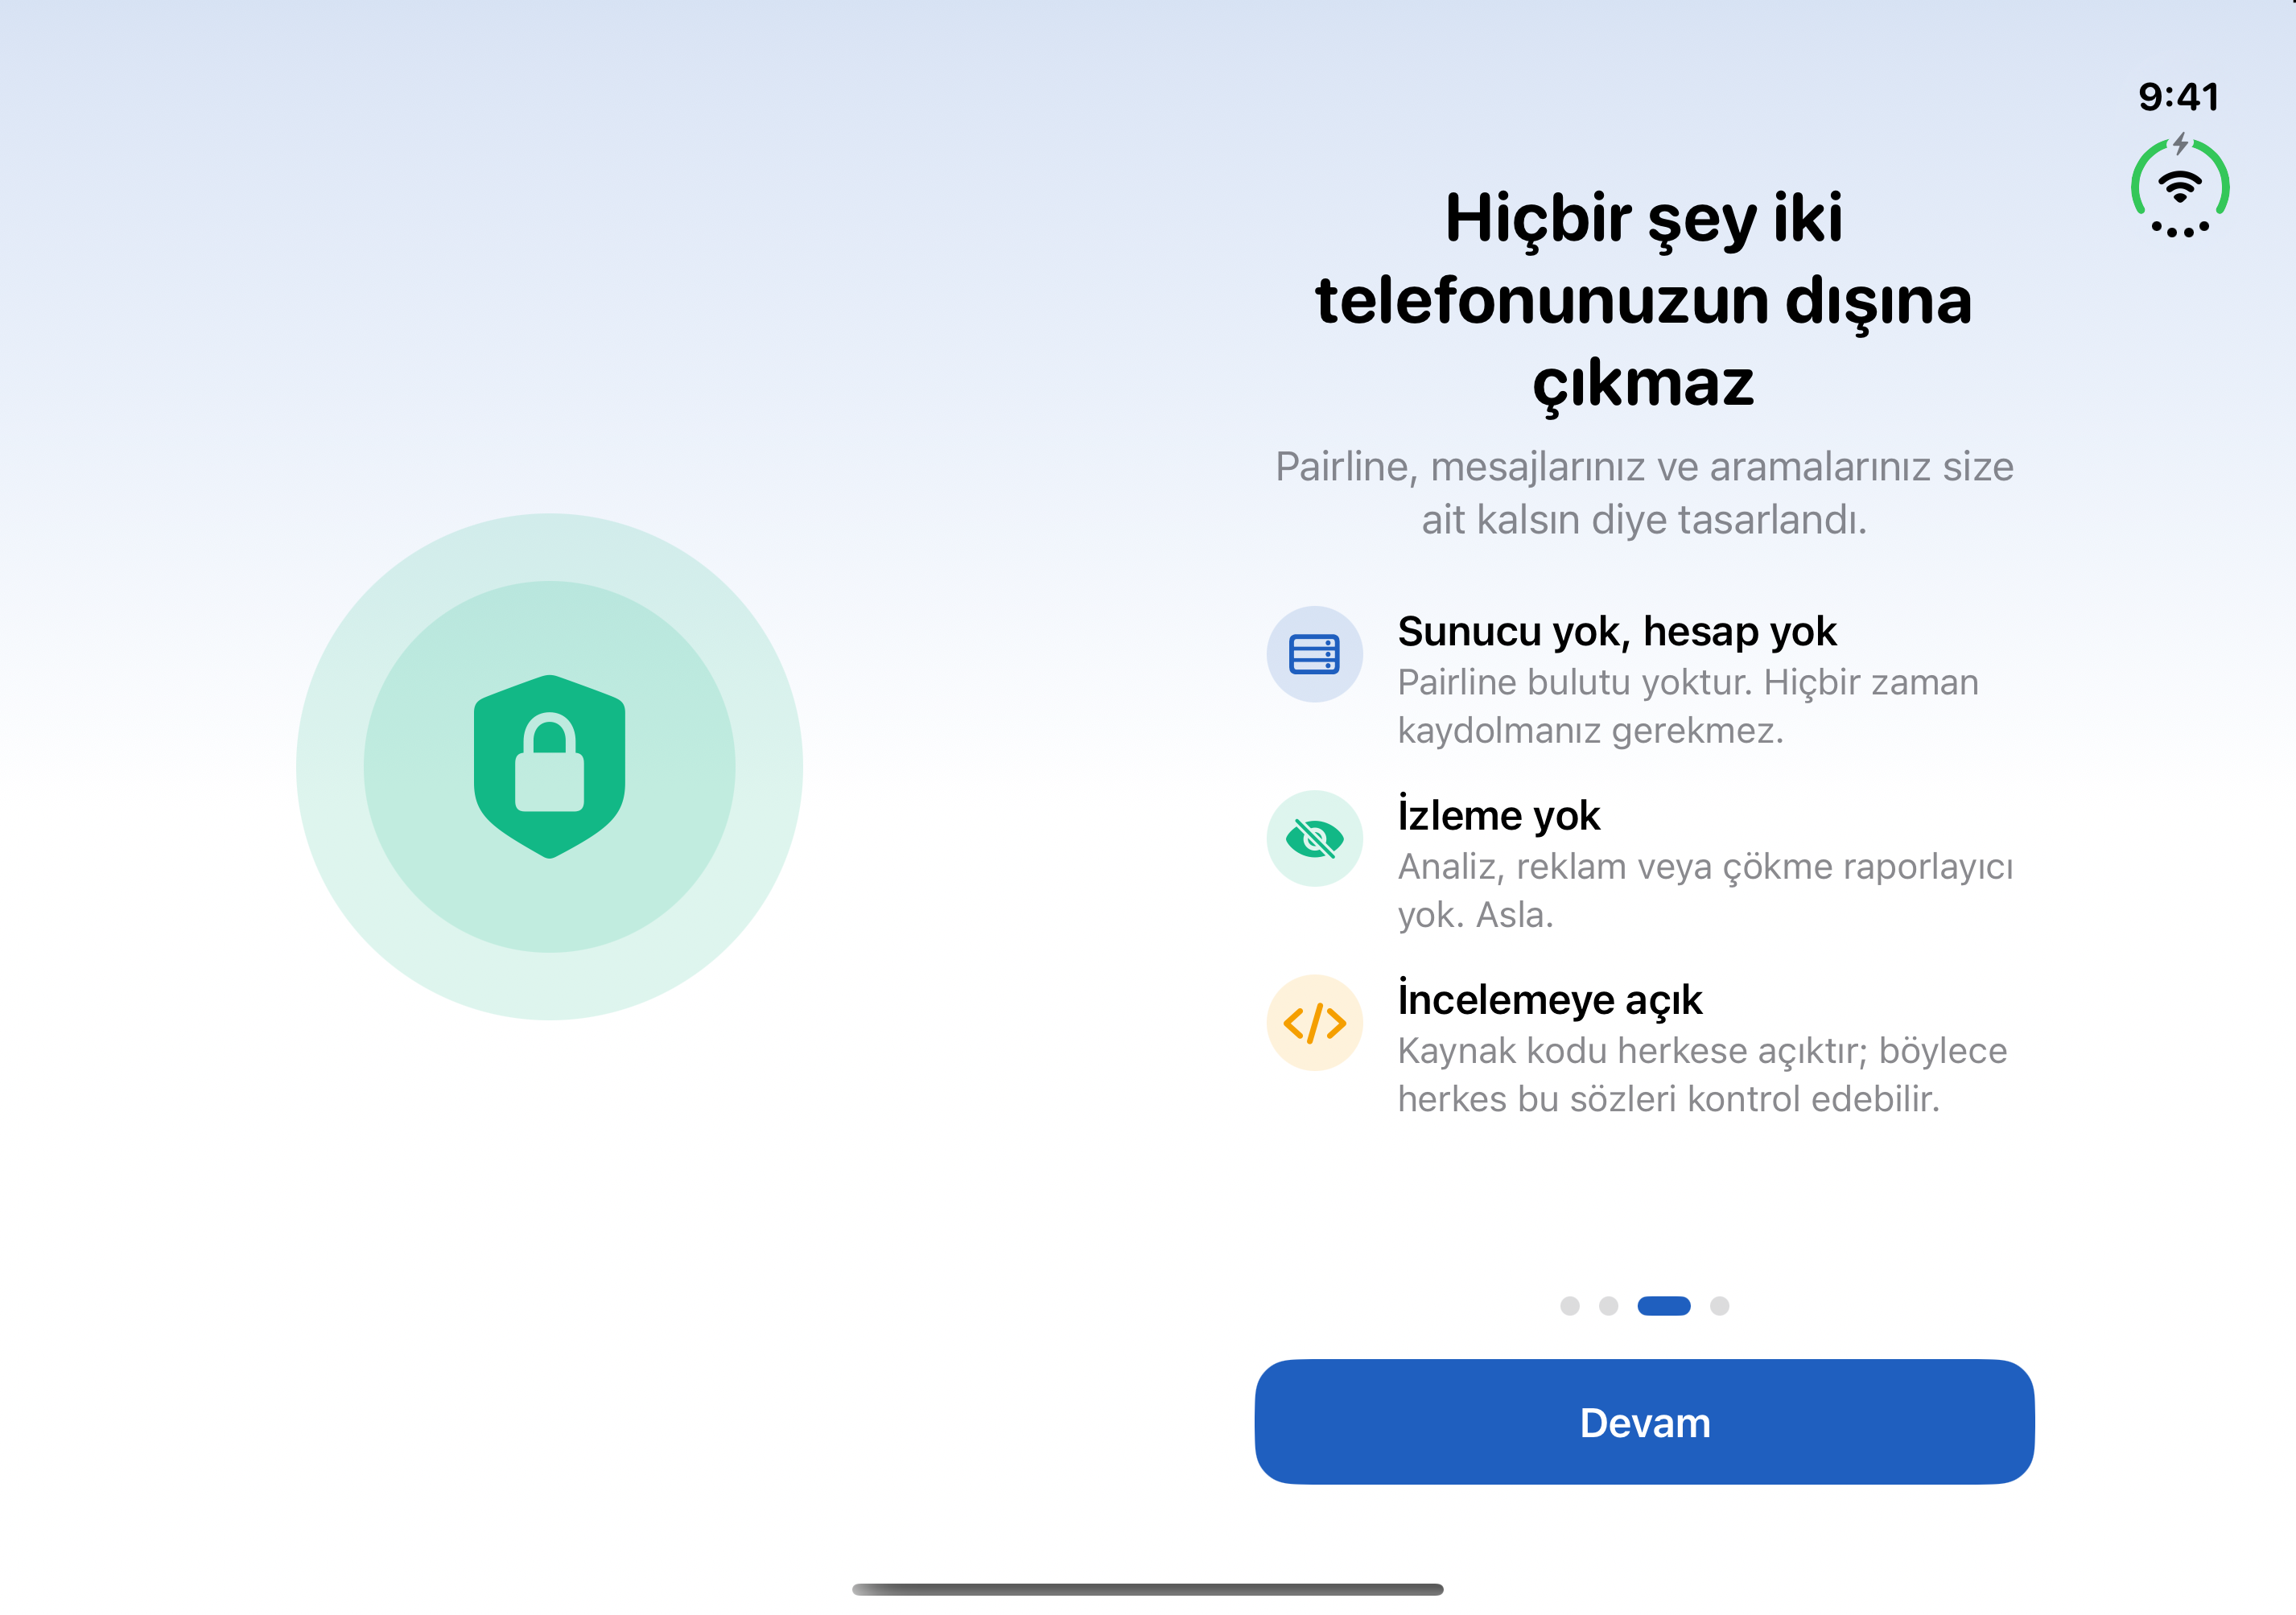 9:41
Hiçbir şey iki
telefonunuzun dışına
çıkmaz
Pairline, mesajlarınız ve aramalarınız size
ait kalsın diye tasarlandı.
Sunucu yok, hesap yok
Pairline bulutu yoktur. Hiçbir zaman
kaydolmanız gerekmez.
İzleme yok
Analiz, reklam veya çökme raporlayıcı
yok. Asla.
İncelemeye açık
Kaynak kodu herkese açıktır; böylece
herkes bu sözleri kontrol edebilir.
Devam